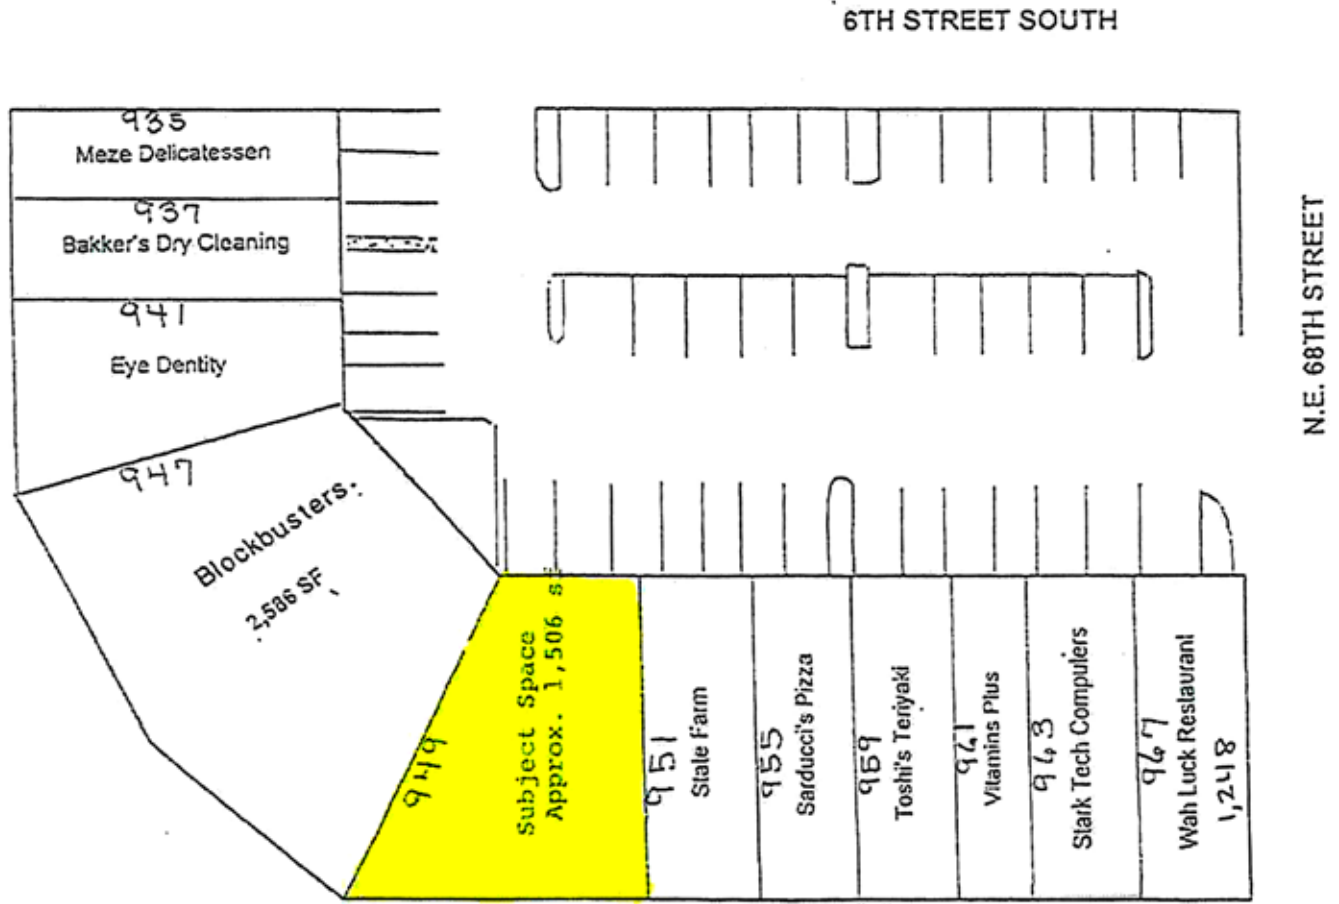 6TH STREET SOUTH
N.E. 68TH STREET
935
Meze Delicatessen
937
Bakker's Dry Cleaning
941
Eye Dentity
947
Blockbusters.
2,586 SF
949
Subject Space
Approx. 1,506 s
951
State Farm
955
Sarducci's Pizza
959
Toshi's Teriyaki
961
Vitamins Plus
963
Stark Tech Computers
967
Wah Luck Restaurant
1,248